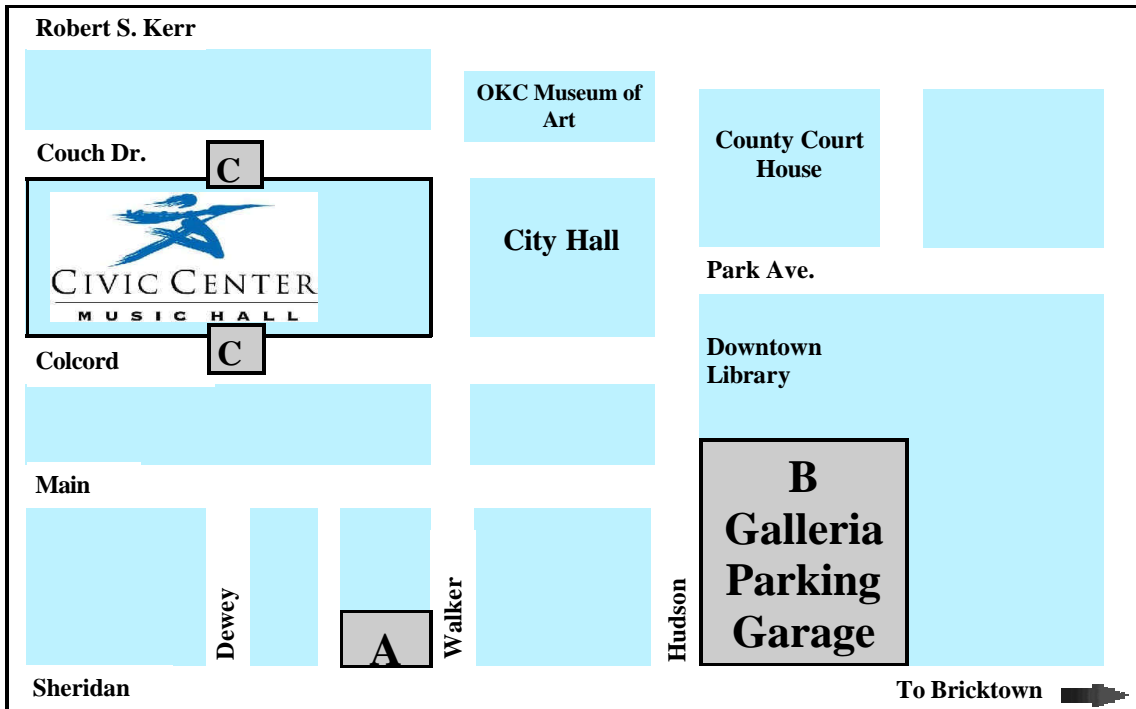 Robert S. Kerr
OKC Museum of
Art
County Court
House
Couch Dr.
C
CIVIC CENTER
MUSIC HALL
City Hall
Park Ave.
C
Colcord
Downtown
Library
Main
B
Galleria
Parking
Garage
Dewey
A
Walker
Hudson
Sheridan
To Bricktown